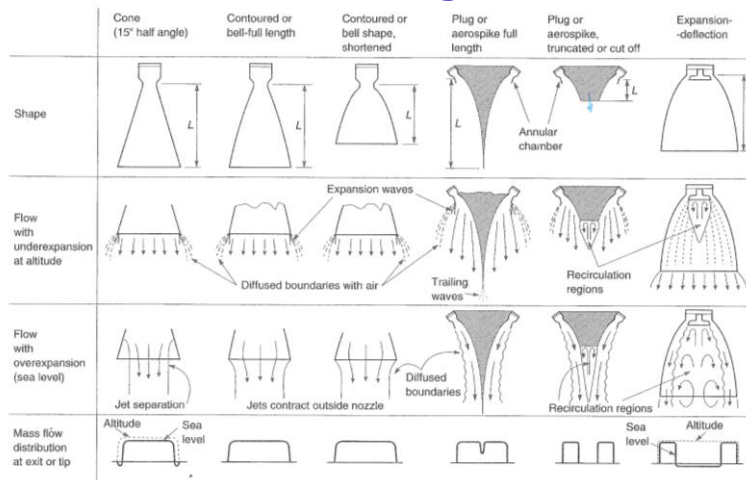 Cone
(15° half angle)
Contoured or
bell-full length
Contoured or
bell shape,
shortened
Plug or
aerospike full
length
Plug or
aerospike,
truncated or cut off
Expansion-
-deflection
Shape
L
L
L
L
L
Annular
chamber
Flow
with
underexpansion
at altitude
Expansion waves
Diffused boundaries with air
Trailing
waves
Recirculation
regions
Flow
with
overexpansion
(sea level)
Jet separation
Jets contract outside nozzle
Diffused
boundaries
Recirculation regions
Mass flow
distribution
at exit or tip
Altitude
Sea
level
Sea
level
Altitude